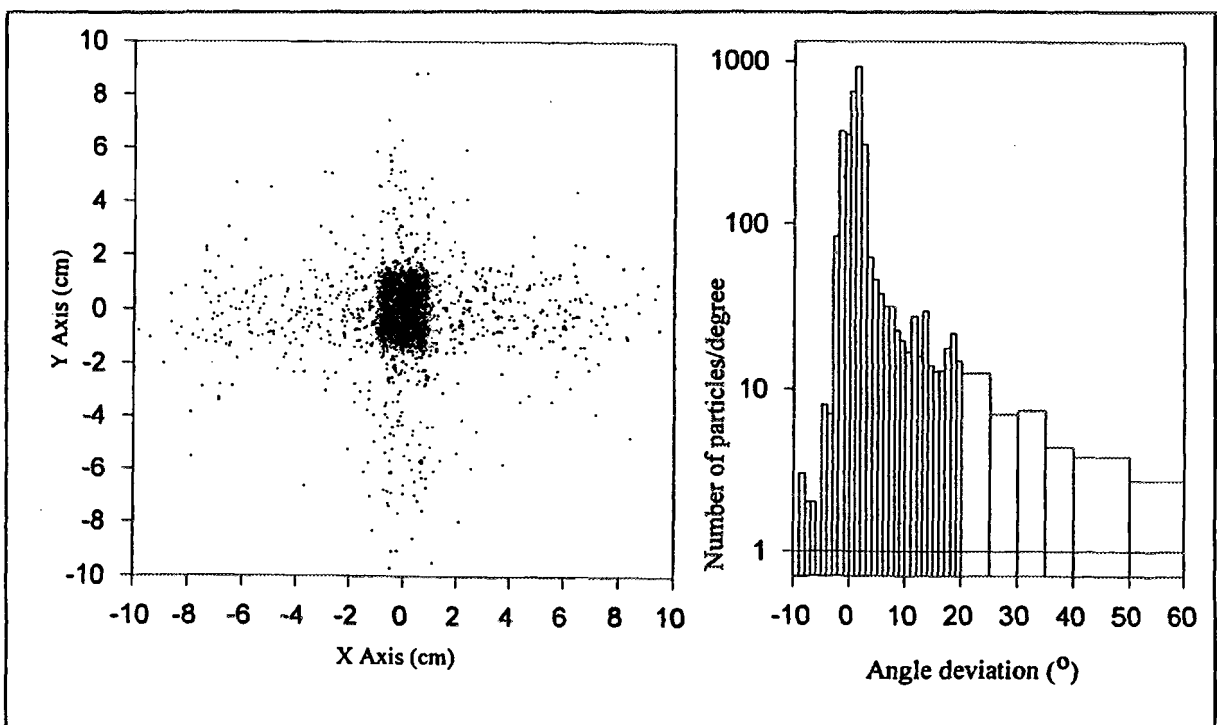 10
8
6
4
2
0
-2
-4
-6
-8
-10
Y Axis (cm)
-10 -8 -6 -4 -2 0 2 4 6 8 10
X Axis (cm)
1000
100
10
1
Number of particles/degree
-10 0 10 20 30 40 50 60
Angle deviation (º)